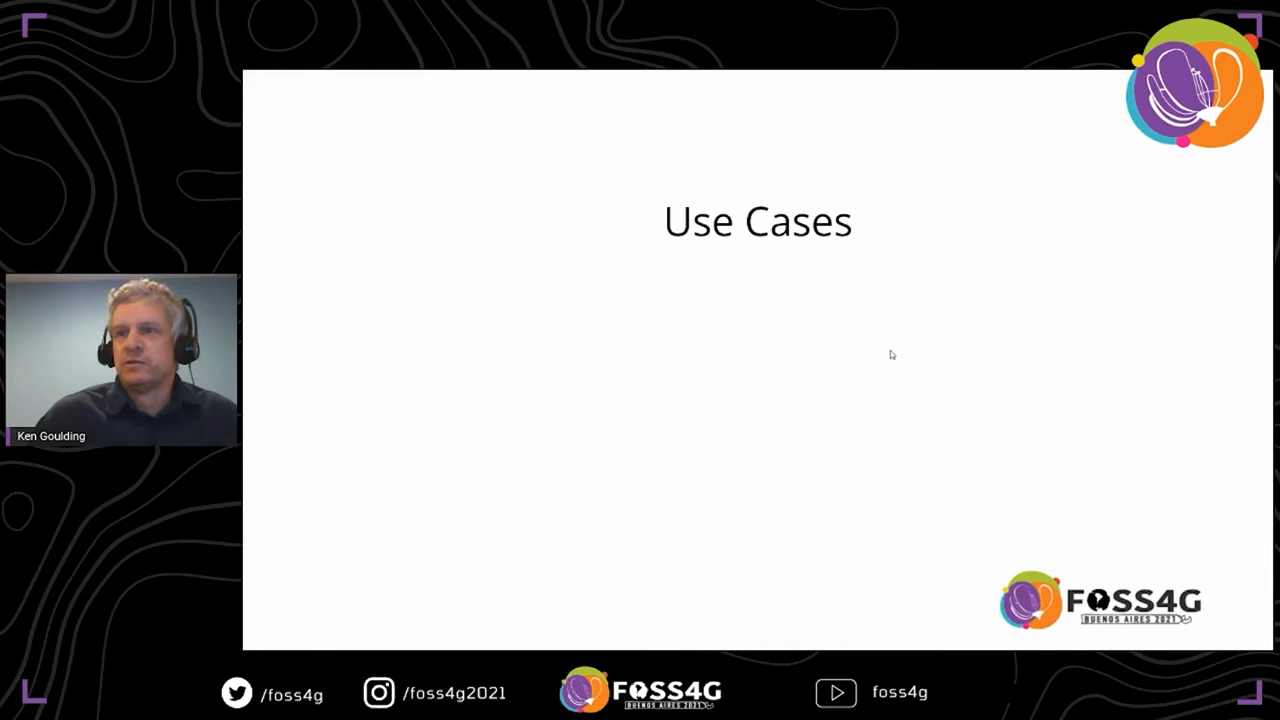 Use Cases
Ken Goulding
FOSS4G
BUENOS AIRES 2021
/foss4g
/foss4g2021
FOSS4G
BUENOS AIRES 2021
foss4g